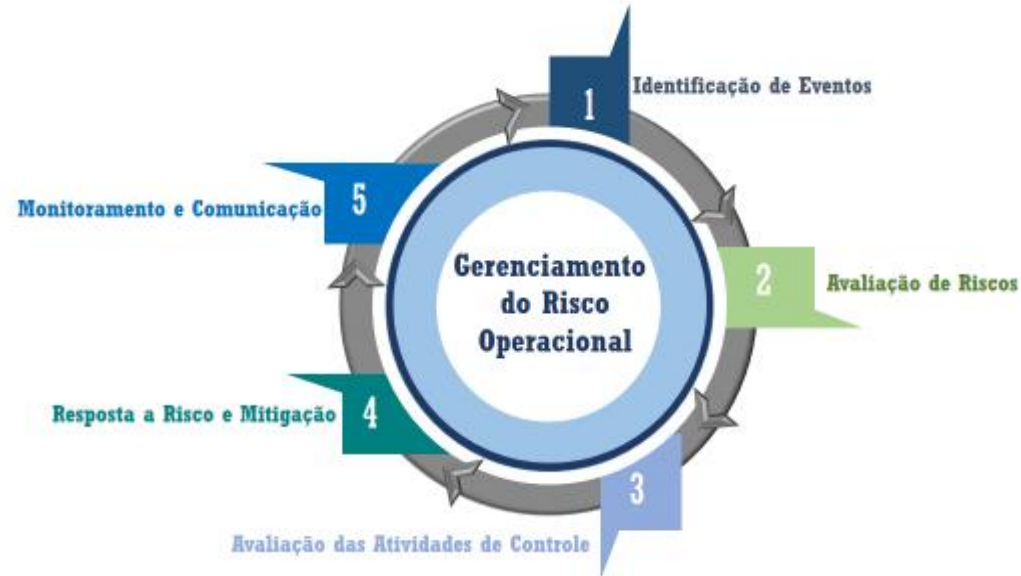 1
Identificação de Eventos
2
Avaliação de Riscos
3
Avaliação das Atividades de Controle
4
Resposta a Risco e Mitigação
5
Monitoramento e Comunicação
Gerenciamento
do Risco
Operacional